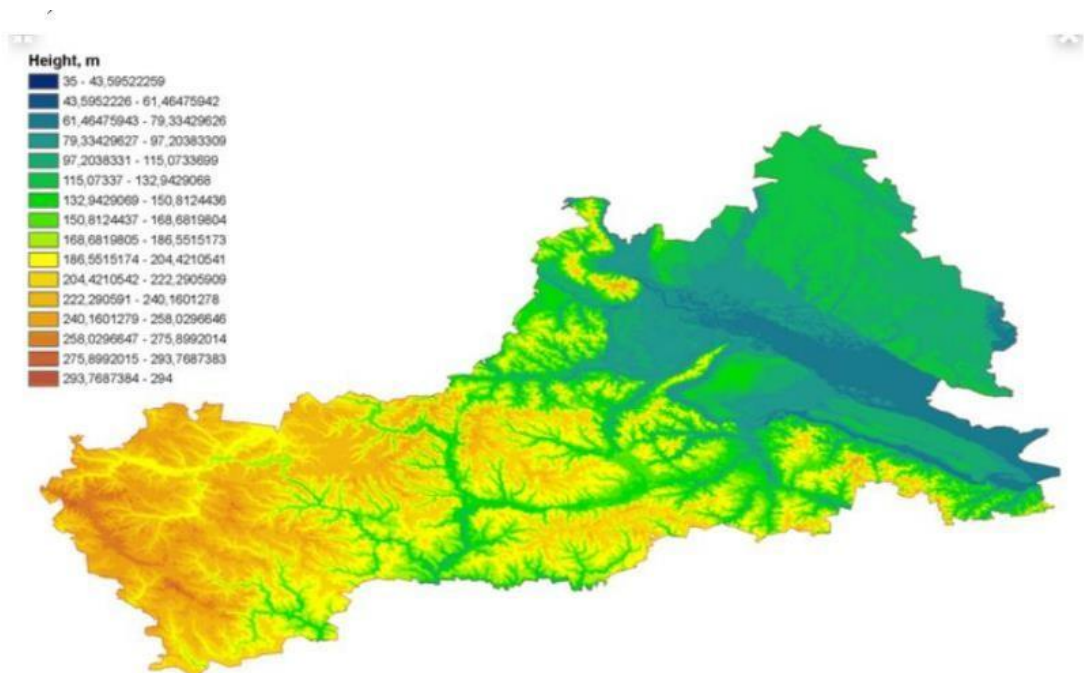 Height, m
35 - 43,59522259
43,5952226 - 61,46475942
61,46475943 - 79,33429626
79,33429627 - 97,20383309
97,2038331 - 115,0733699
115,07337 - 132,9429068
132,9429069 - 150,8124436
150,8124437 - 168,6819804
168,6819805 - 186,5515173
186,5515174 - 204,4210541
204,4210542 - 222,2905909
222,290591 - 240,1601278
240,1601279 - 258,0296646
258,0296647 - 275,8992014
275,8992015 - 293,7687383
293,7687384 - 294